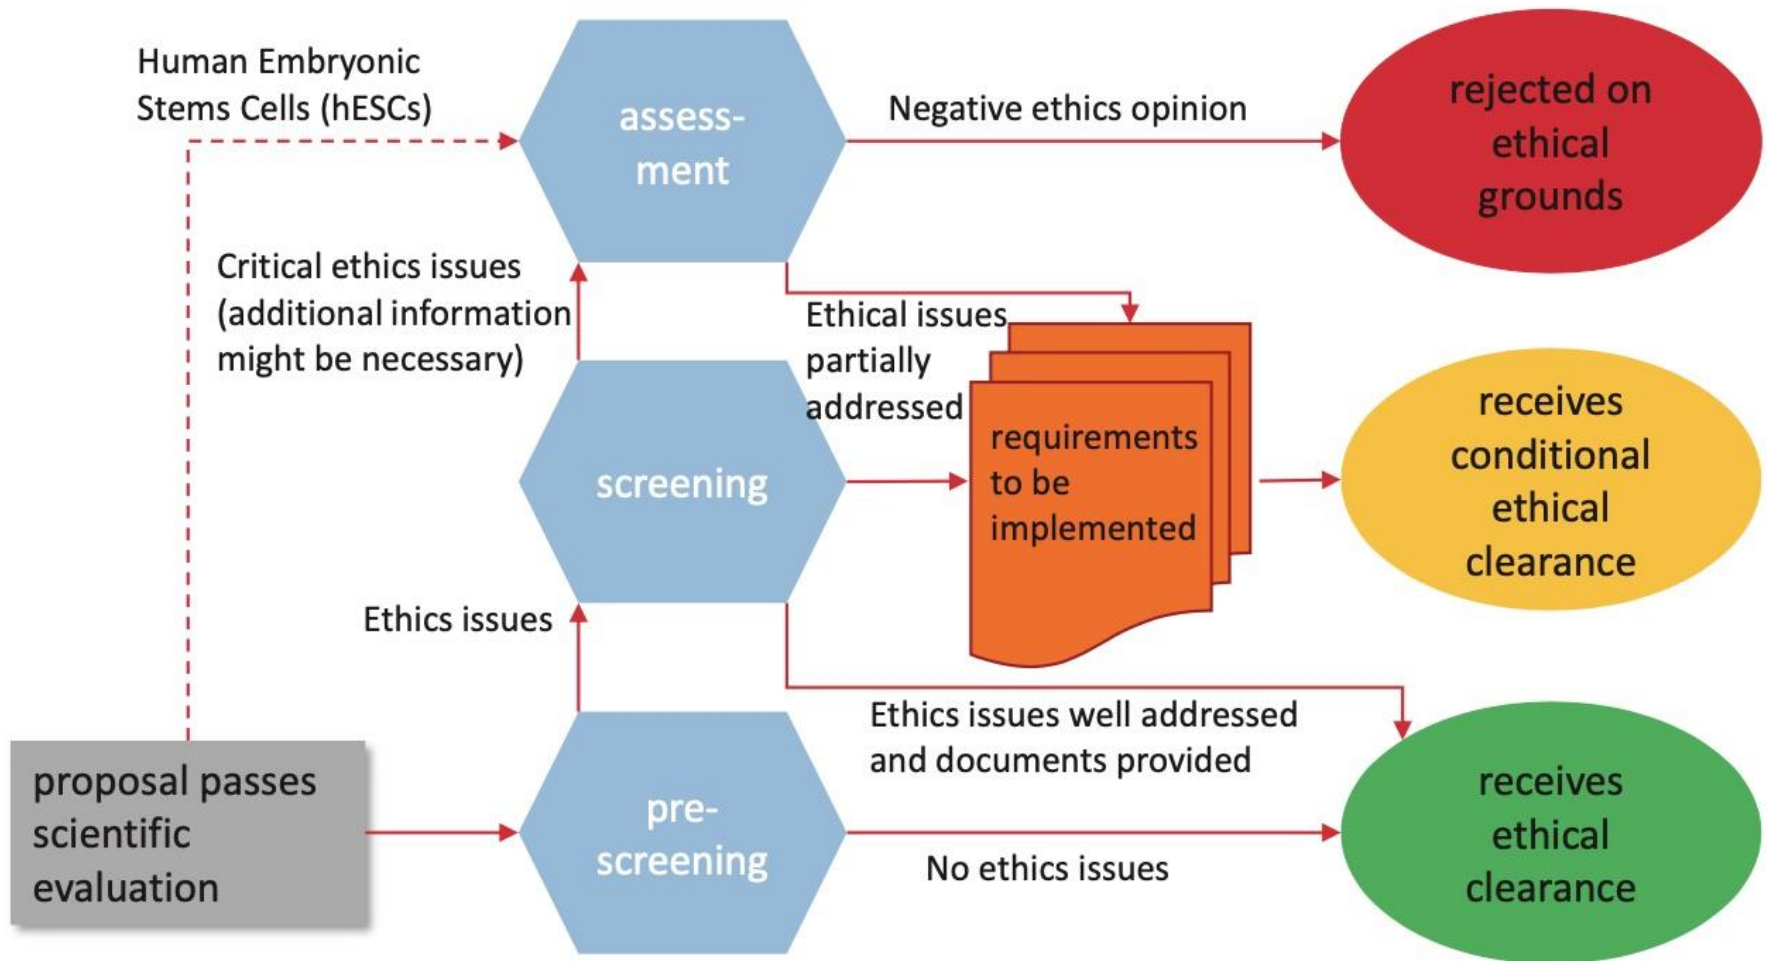 Human Embryonic
Stems Cells (hESCs)
assess-
ment
Negative ethics opinion
rejected on
ethical
grounds
Critical ethics issues
(additional information
might be necessary)
Ethical issues
partially
addressed
requirements
to be
implemented
screening
receives
conditional
ethical
clearance
Ethics issues
Ethics issues well addressed
and documents provided
proposal passes
scientific
evaluation
pre-
screening
No ethics issues
receives
ethical
clearance